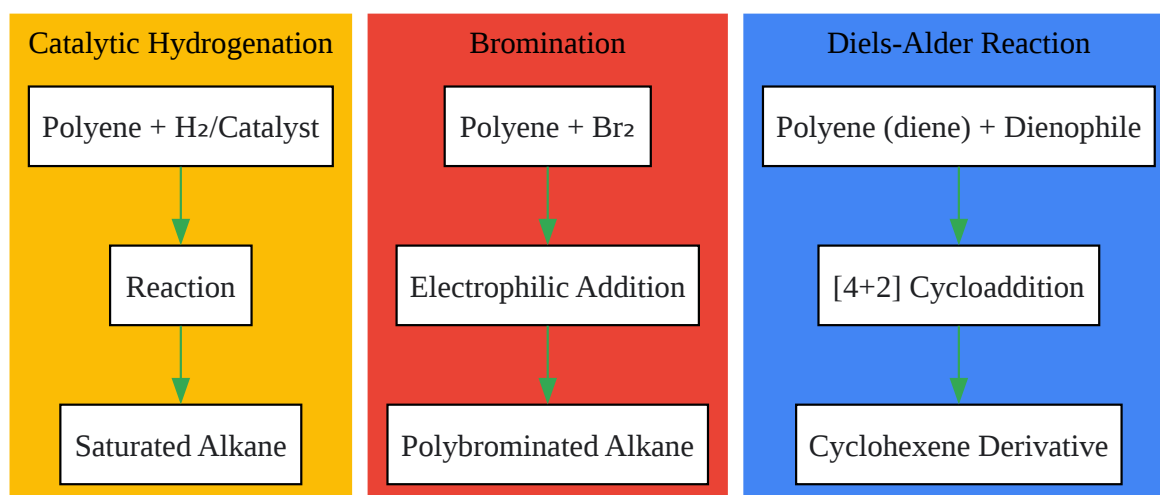 Catalytic Hydrogenation
Polyene + H₂/Catalyst
Reaction
Saturated Alkane
Bromination
Polyene + Br₂
Electrophilic Addition
Polybrominated Alkane
Diels-Alder Reaction
Polyene (diene) + Dienophile
[4+2] Cycloaddition
Cyclohexene Derivative